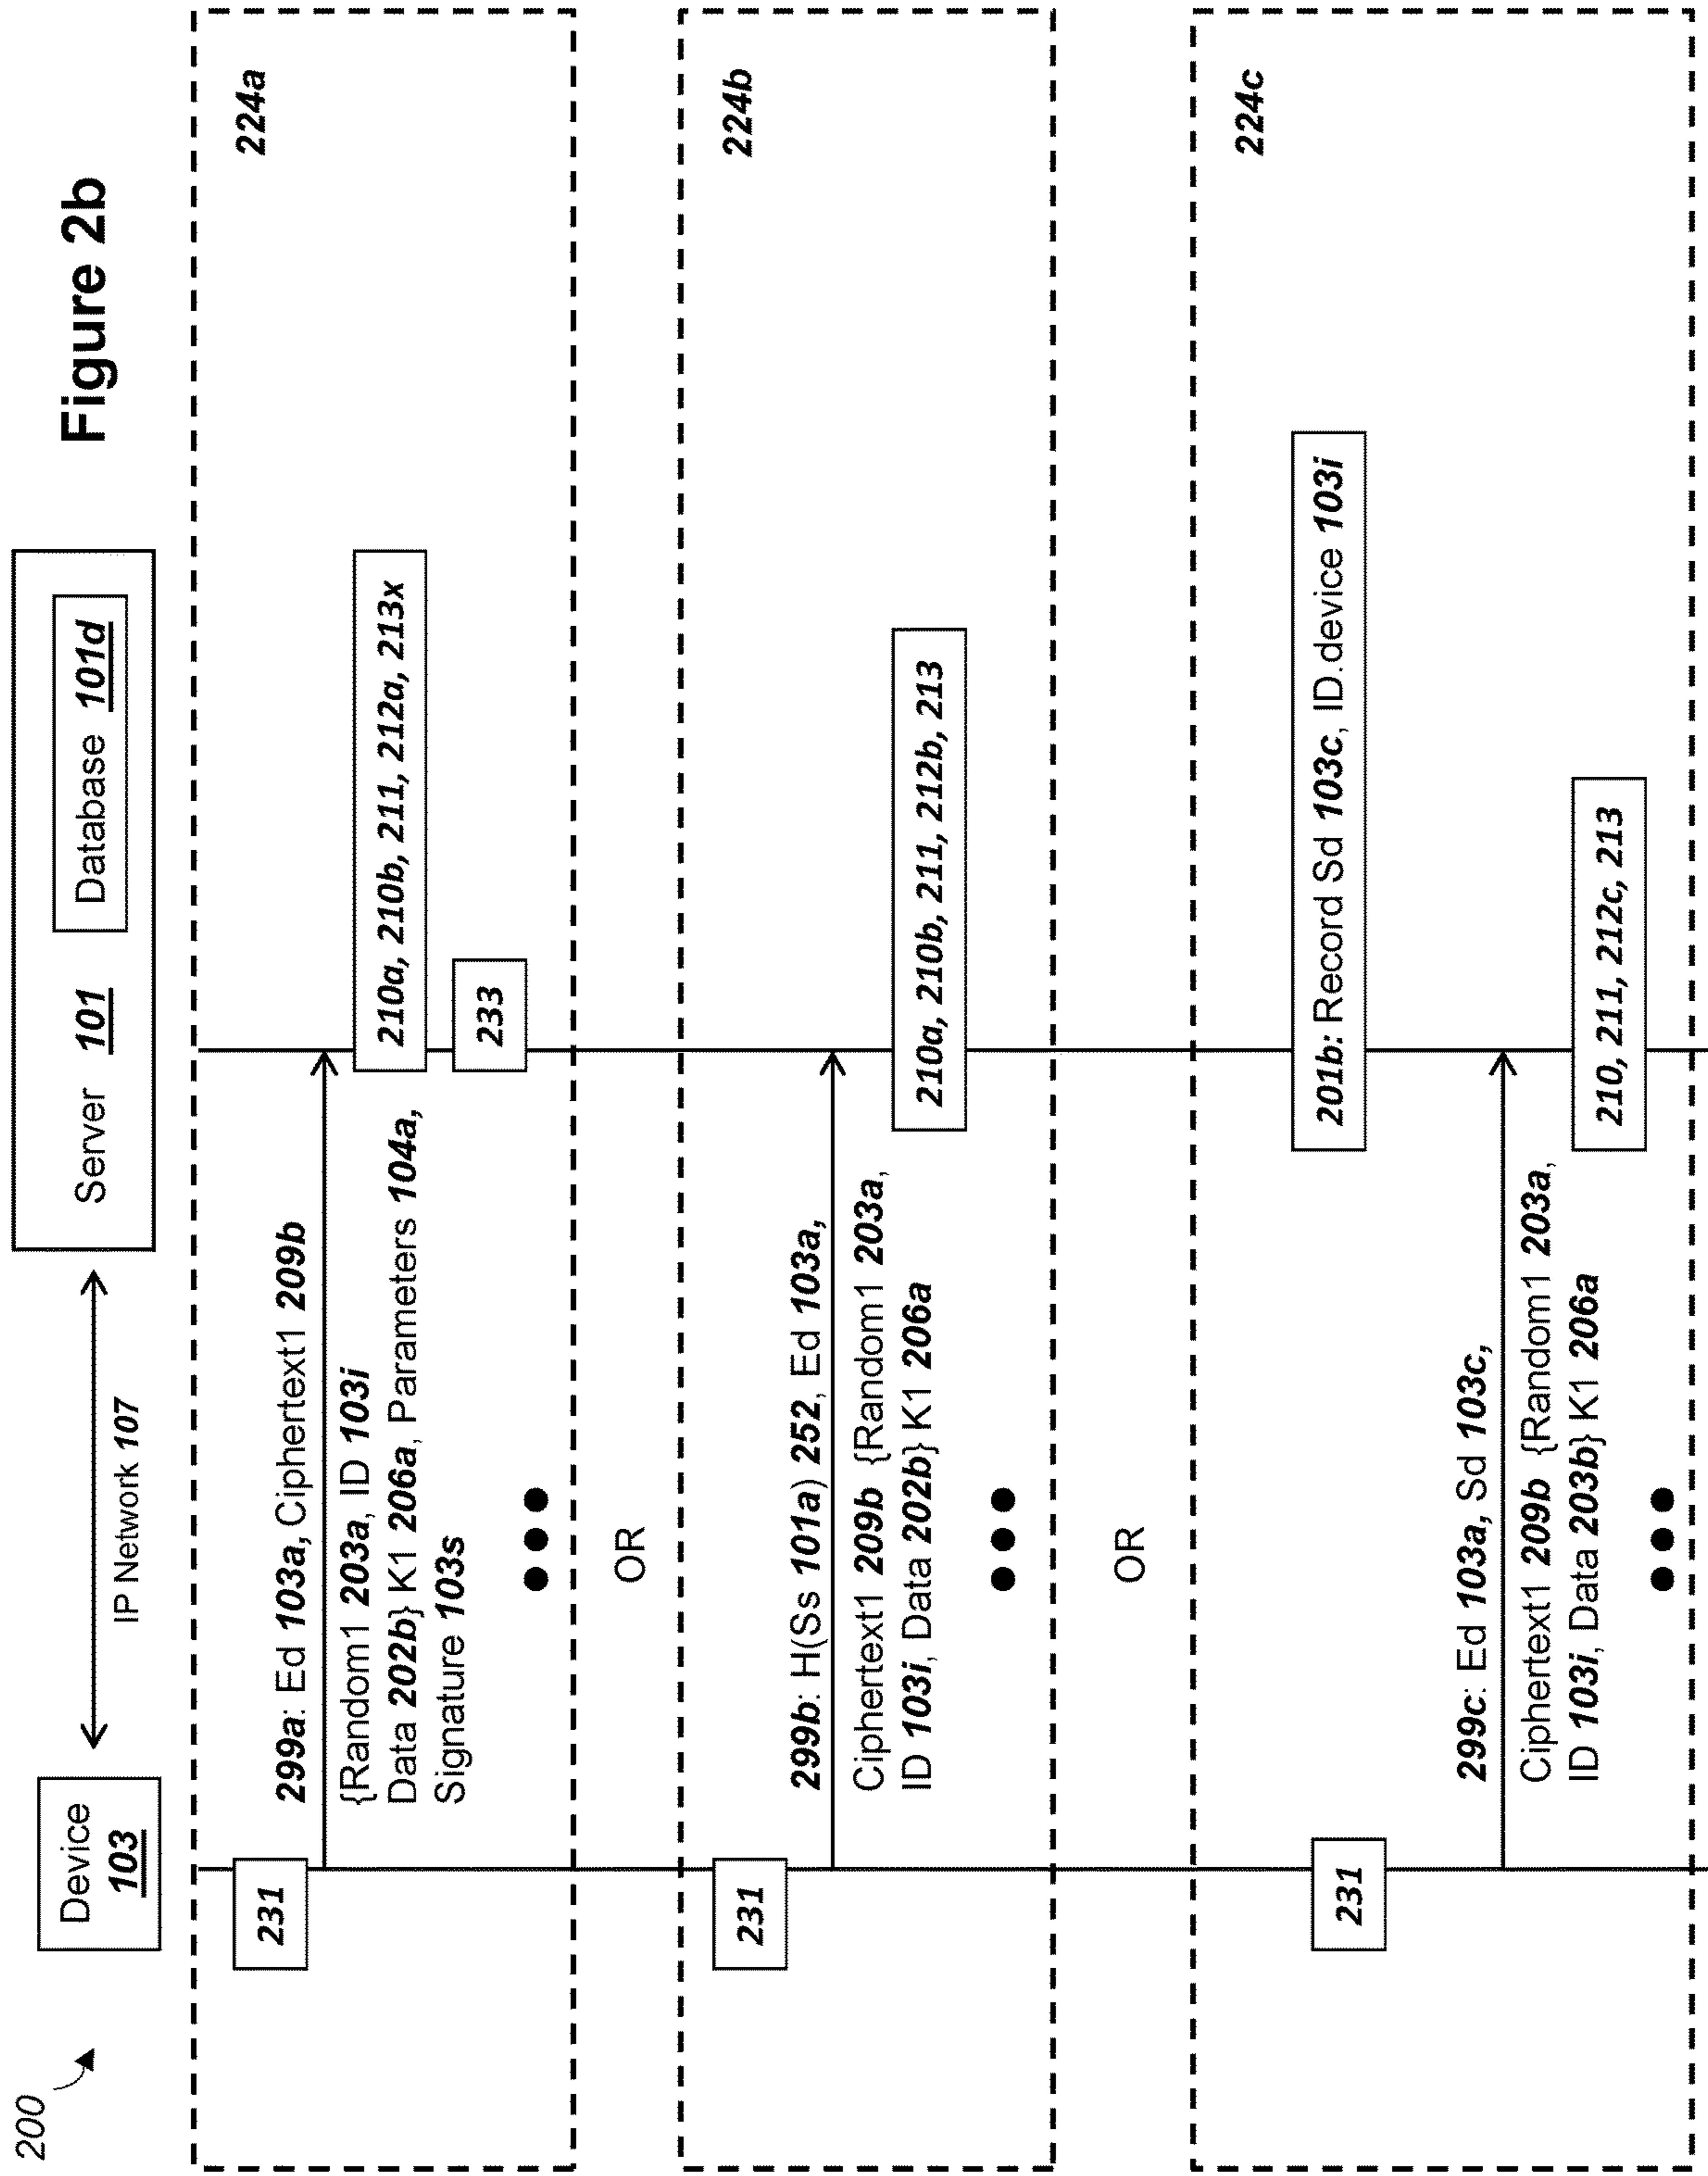 200
Figure 2b
Device
103
IP Network 107
Server 101
Database 101d
224a
231
299a: Ed 103a, Ciphertext1 209b
{Random1 203a, ID 103i
Data 202b} K1 206a, Parameters 104a,
Signature 103s
210a, 210b, 211, 212a, 213x
233
OR
224b
231
299b: H(Ss 101a) 252, Ed 103a,
Ciphertext1 209b {Random1 203a,
ID 103i, Data 202b} K1 206a
210a, 210b, 211, 212b, 213
OR
224c
201b: Record Sd 103c, ID.device 103i
231
299c: Ed 103a, Sd 103c,
Ciphertext1 209b {Random1 203a,
ID 103i, Data 203b} K1 206a
210, 211, 212c, 213